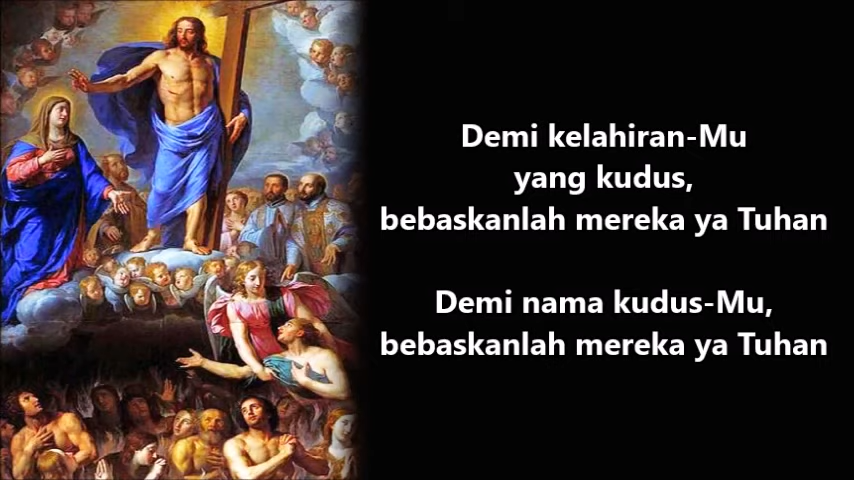 Demi kelahiran-Mu
yang kudus,
bebaskanlah mereka ya Tuhan
Demi nama kudus-Mu,
bebaskanlah mereka ya Tuhan